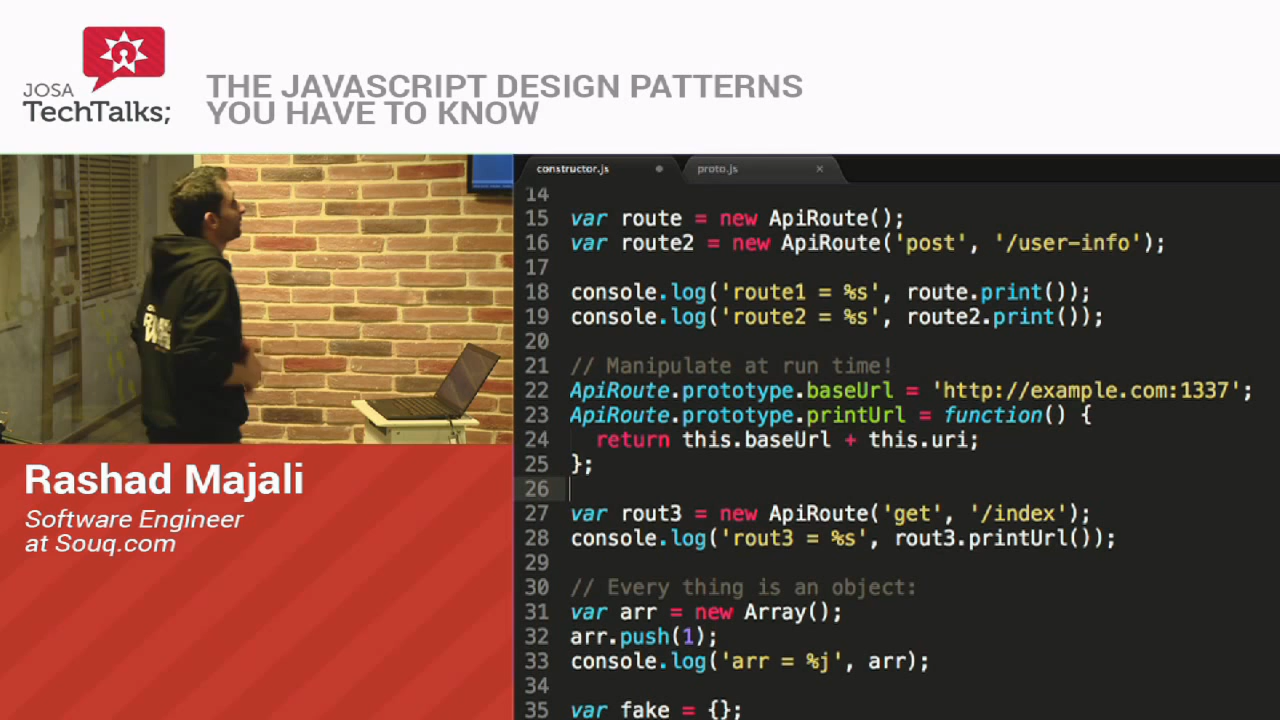 JOSA
TechTalks;
THE JAVASCRIPT DESIGN PATTERNS
YOU HAVE TO KNOW
constructor.js
proto.js
14
15 var route = new ApiRoute();
16 var route2 = new ApiRoute('post', '/user-info');
17
18 console.log('route1 = %s', route.print());
19 console.log('route2 = %s', route2.print());
20
21 // Manipulate at run time!
22 ApiRoute.prototype.baseUrl = 'http://example.com:1337';
23 ApiRoute.prototype.printUrl = function() {
24 return this.baseUrl + this.uri;
25 };
26
27 var rout3 = new ApiRoute('get', '/index');
28 console.log('rout3 = %s', rout3.printUrl());
29
30 // Every thing is an object:
31 var arr = new Array();
32 arr.push(1);
33 console.log('arr = %j', arr);
34
35 var fake = {};
Rashad Majali
Software Engineer
at Souq.com